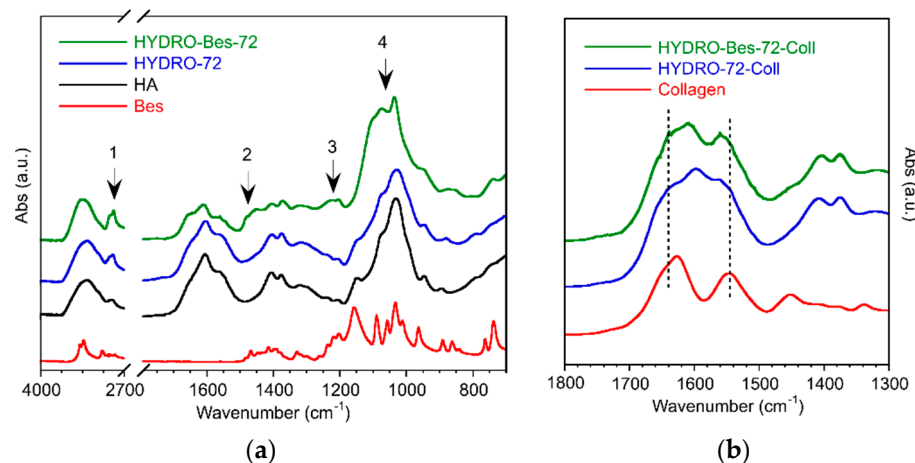 HYDRO-Bes-72
HYDRO-72
HA
Bes
1
2
3
4
Abs (a.u.)
4000 2700 1600 1400 1200 1000 800
Wavenumber (cm⁻¹)
(a)
HYDRO-Bes-72-Coll
HYDRO-72-Coll
Collagen
Abs (a.u.)
1800 1700 1600 1500 1400 1300
Wavenumber (cm⁻¹)
(b)